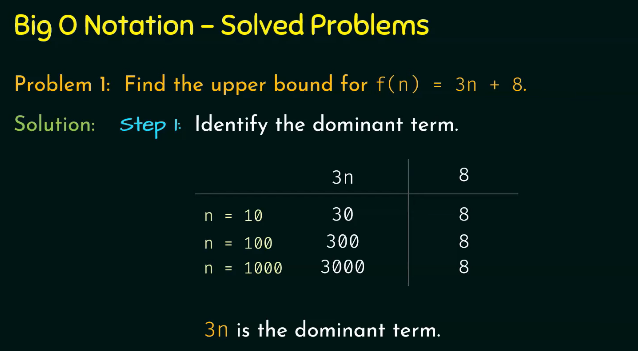 Big O Notation – Solved Problems
Problem 1: Find the upper bound for f(n) = 3n + 8.
Solution: Step 1: Identify the dominant term.
3n 8
n = 10 30 8
n = 100 300 8
n = 1000 3000 8
3n is the dominant term.